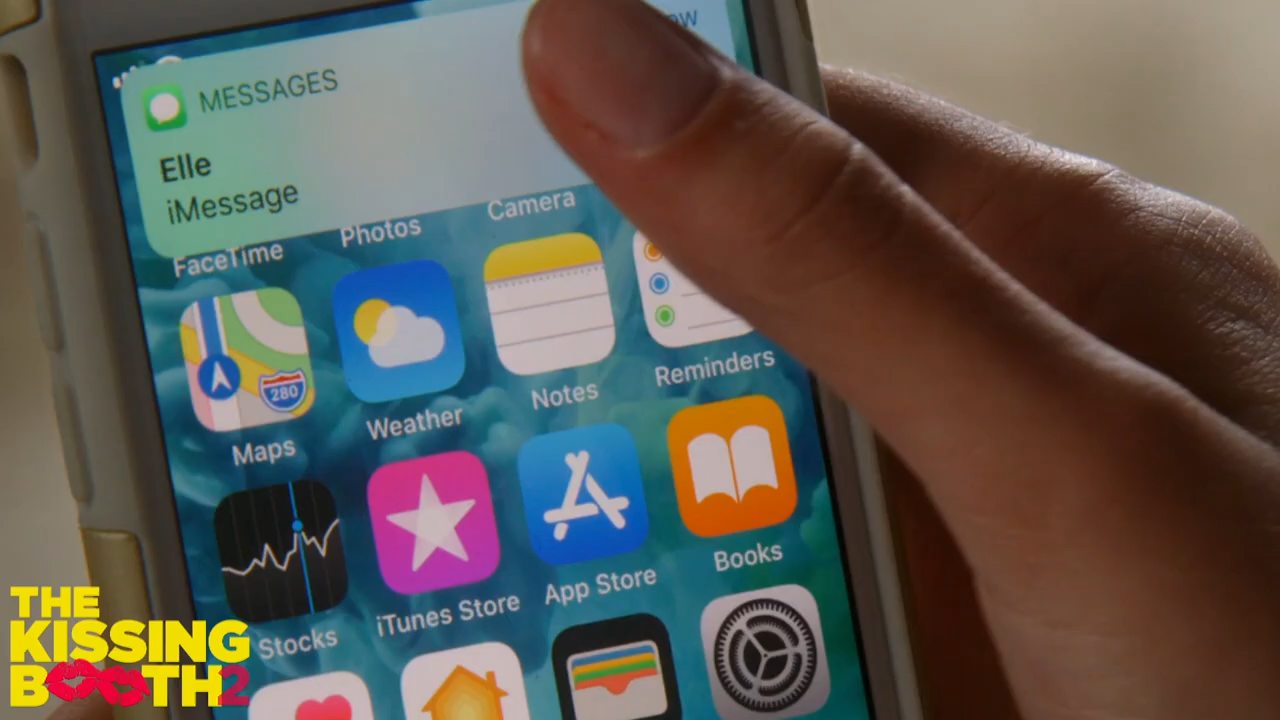 MESSAGES
Elle
iMessage
FaceTime
Photos
Camera
280
Maps
Weather
Notes
Reminders
Stocks
iTunes Store
App Store
Books
THE
KISSING
BOOTH2